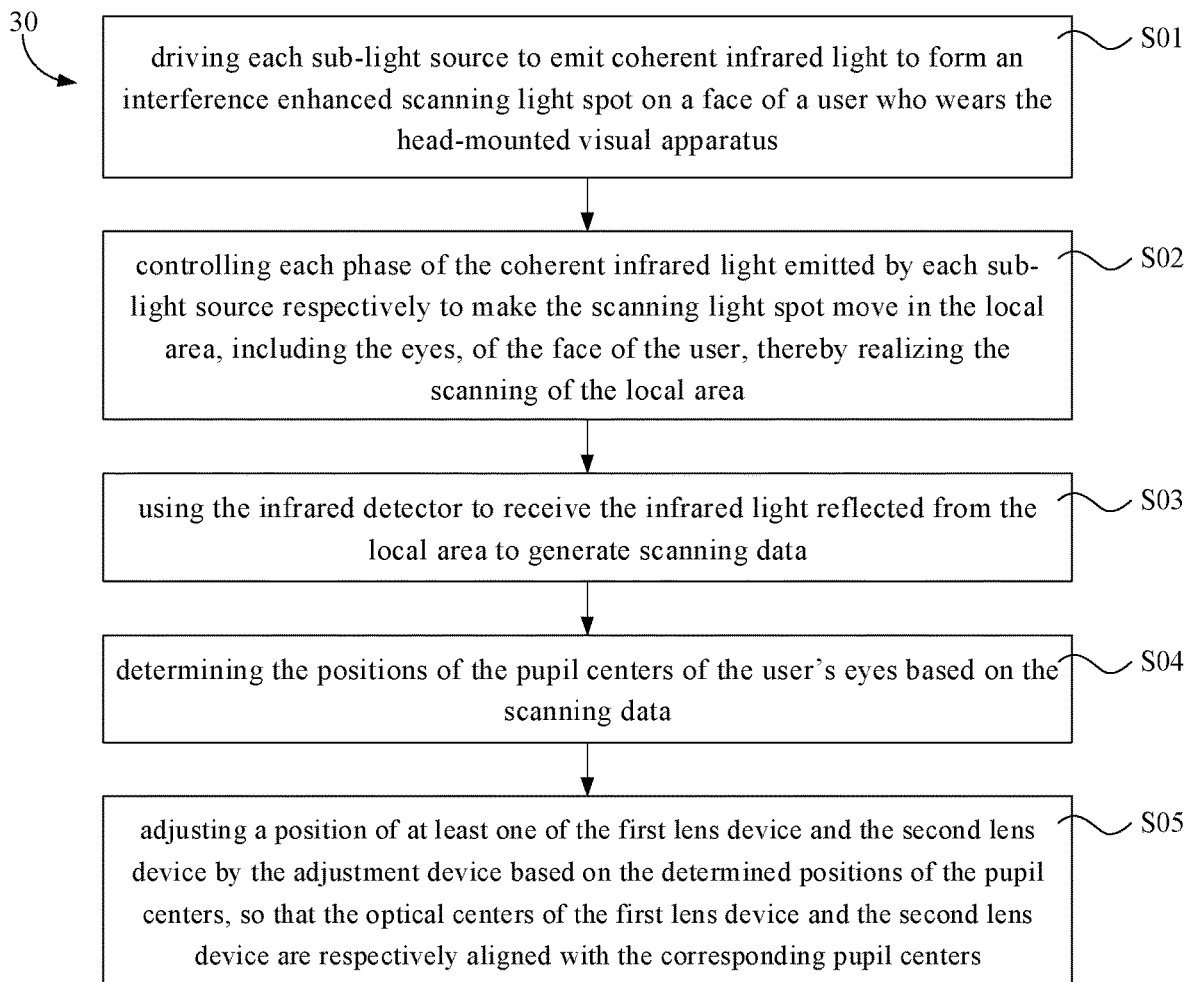 30
driving each sub-light source to emit coherent infrared light to form an
interference enhanced scanning light spot on a face of a user who wears the
head-mounted visual apparatus
S01
controlling each phase of the coherent infrared light emitted by each sub-
light source respectively to make the scanning light spot move in the local
area, including the eyes, of the face of the user, thereby realizing the
scanning of the local area
S02
using the infrared detector to receive the infrared light reflected from the
local area to generate scanning data
S03
determining the positions of the pupil centers of the user's eyes based on the
scanning data
S04
adjusting a position of at least one of the first lens device and the second lens
device by the adjustment device based on the determined positions of the pupil
centers, so that the optical centers of the first lens device and the second lens
device are respectively aligned with the corresponding pupil centers
S05